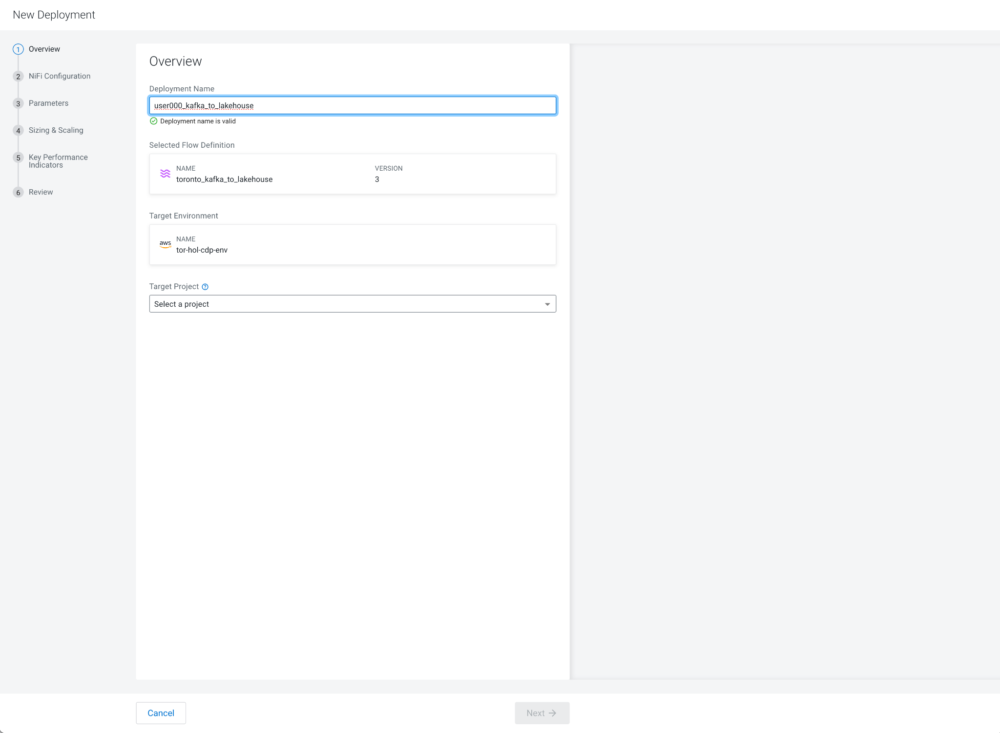 New Deployment
1 Overview
2 NiFi Configuration
3 Parameters
4 Sizing & Scaling
5 Key Performance
Indicators
6 Review
Overview
Deployment Name
user000_kafka_to_lakehouse
Deployment name is valid
Selected Flow Definition
NAME
toronto_kafka_to_lakehouse
VERSION
3
Target Environment
aws
NAME
tor-hol-cdp-env
Target Project ?
Select a project
Cancel
Next →